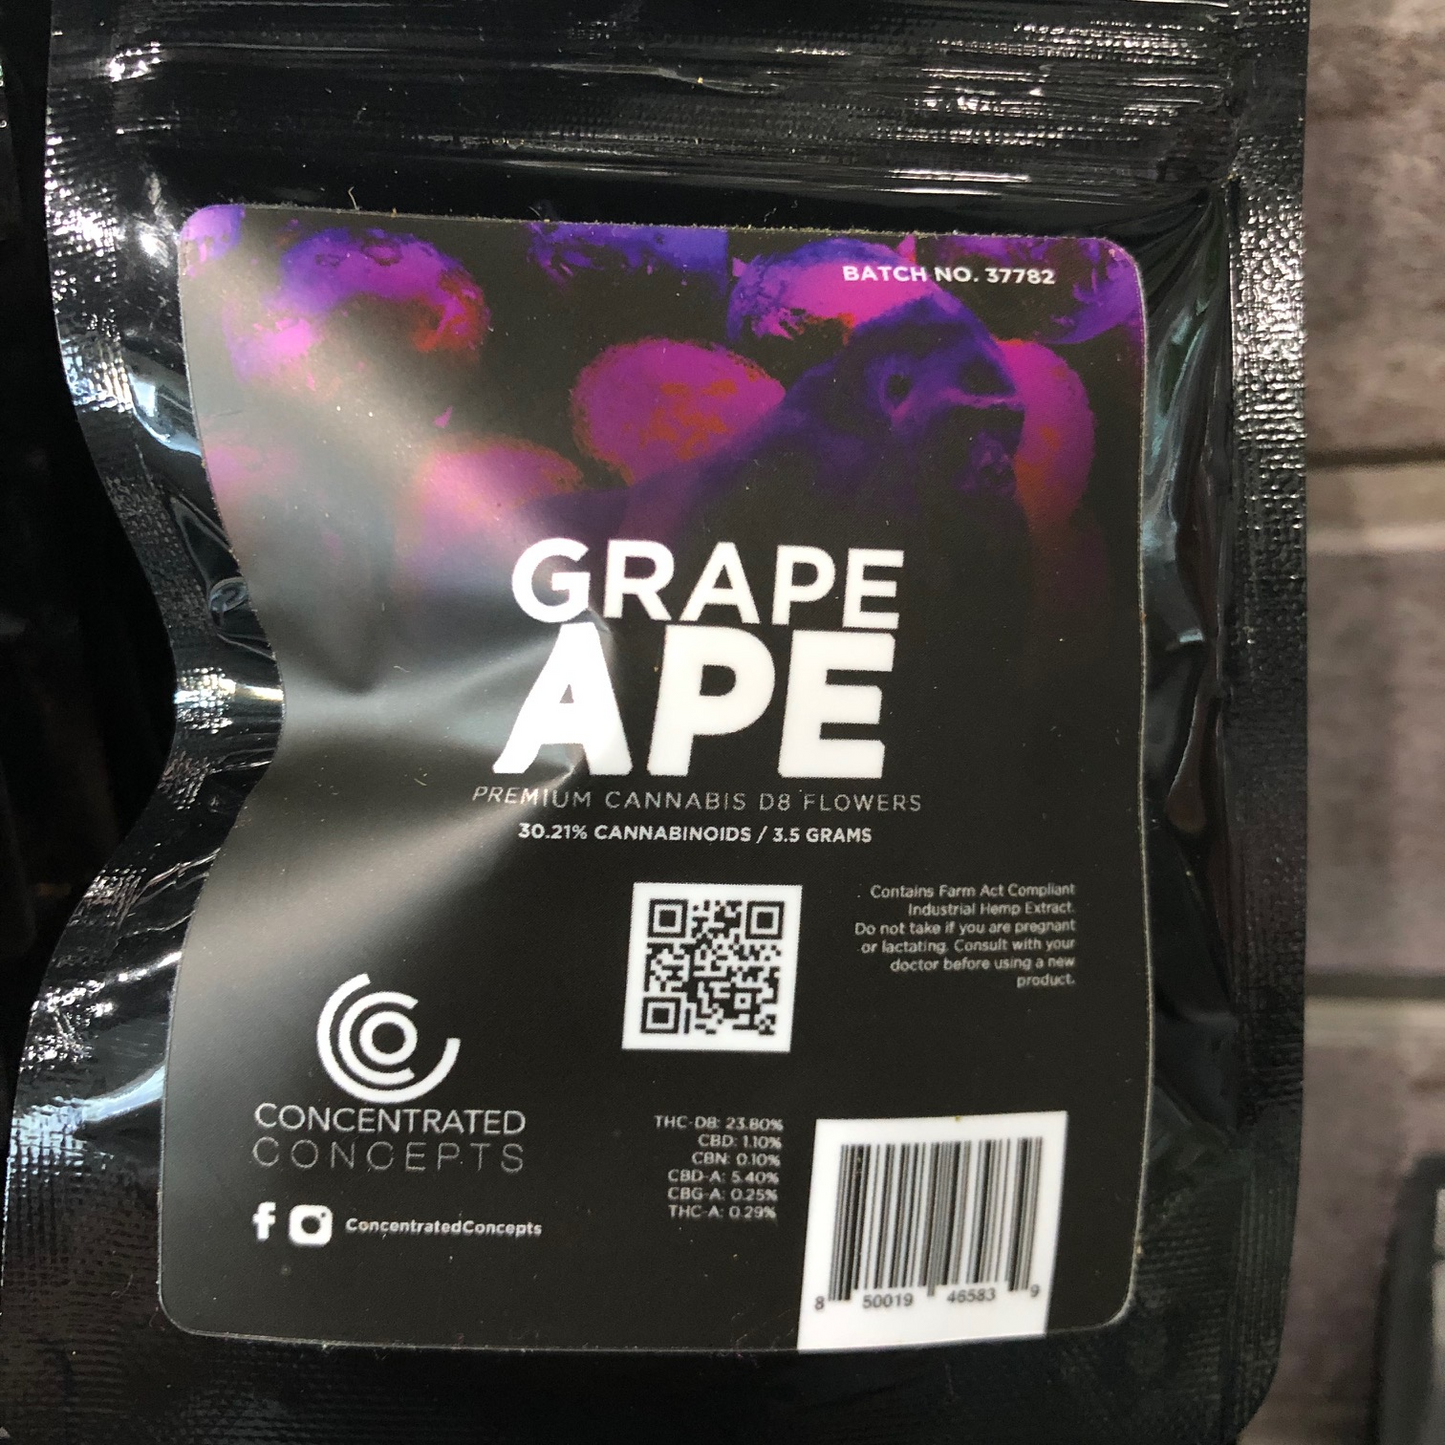 BATCH NO. 37782
GRAPE
APE
PREMIUM CANNABIS D8 FLOWERS
30.21% CANNABINOIDS / 3.5 GRAMS
Contains Farm Act Compliant
Industrial Hemp Extract.
Do not take if you are pregnant
or lactating. Consult with your
doctor before using a new
product.
CONCENTRATED
CONCEPTS
ConcentratedConcepts
THC-D8: 23.80%
CBD: 1.10%
CBN: 0.10%
CBD-A: 5.40%
CBG-A: 0.25%
THC-A: 0.29%
8 50019 46583 9